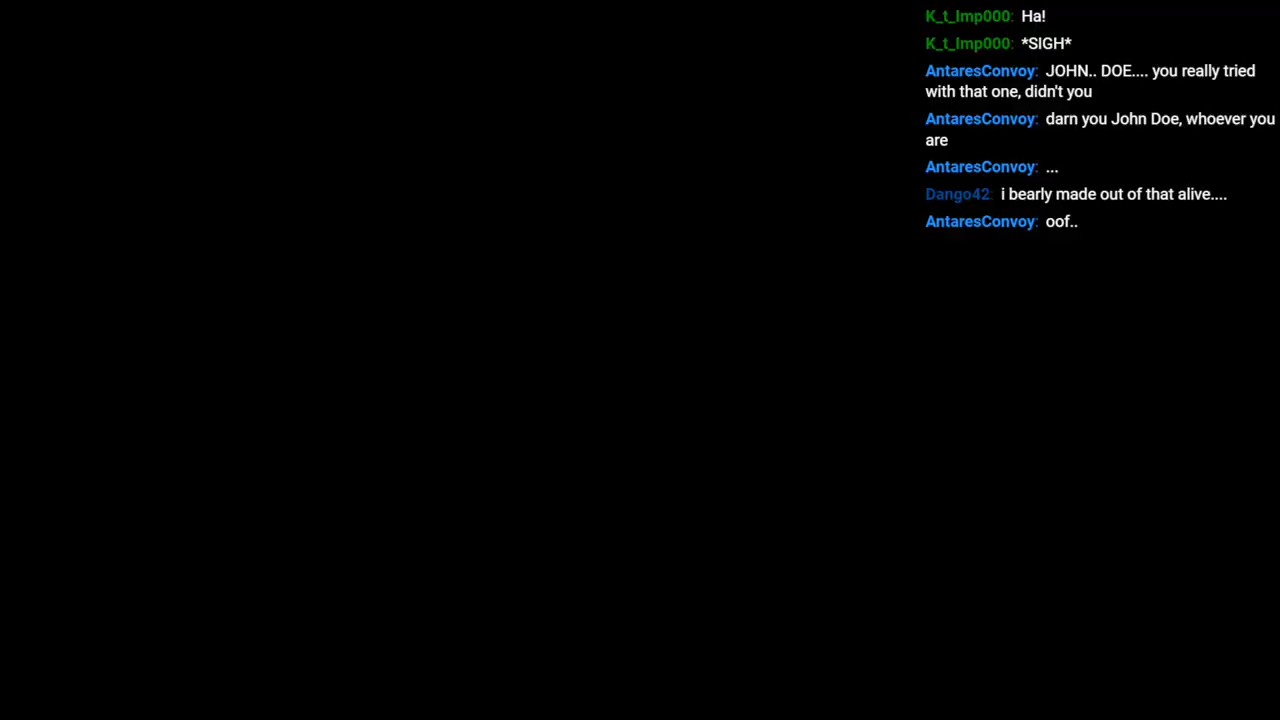 K_t_Imp000: Ha!
K_t_Imp000: *SIGH*
AntaresConvoy: JOHN.. DOE.... you really tried
with that one, didn't you
AntaresConvoy: darn you John Doe, whoever you
are
AntaresConvoy: ...
Dango42: i bearly made out of that alive....
AntaresConvoy: oof..